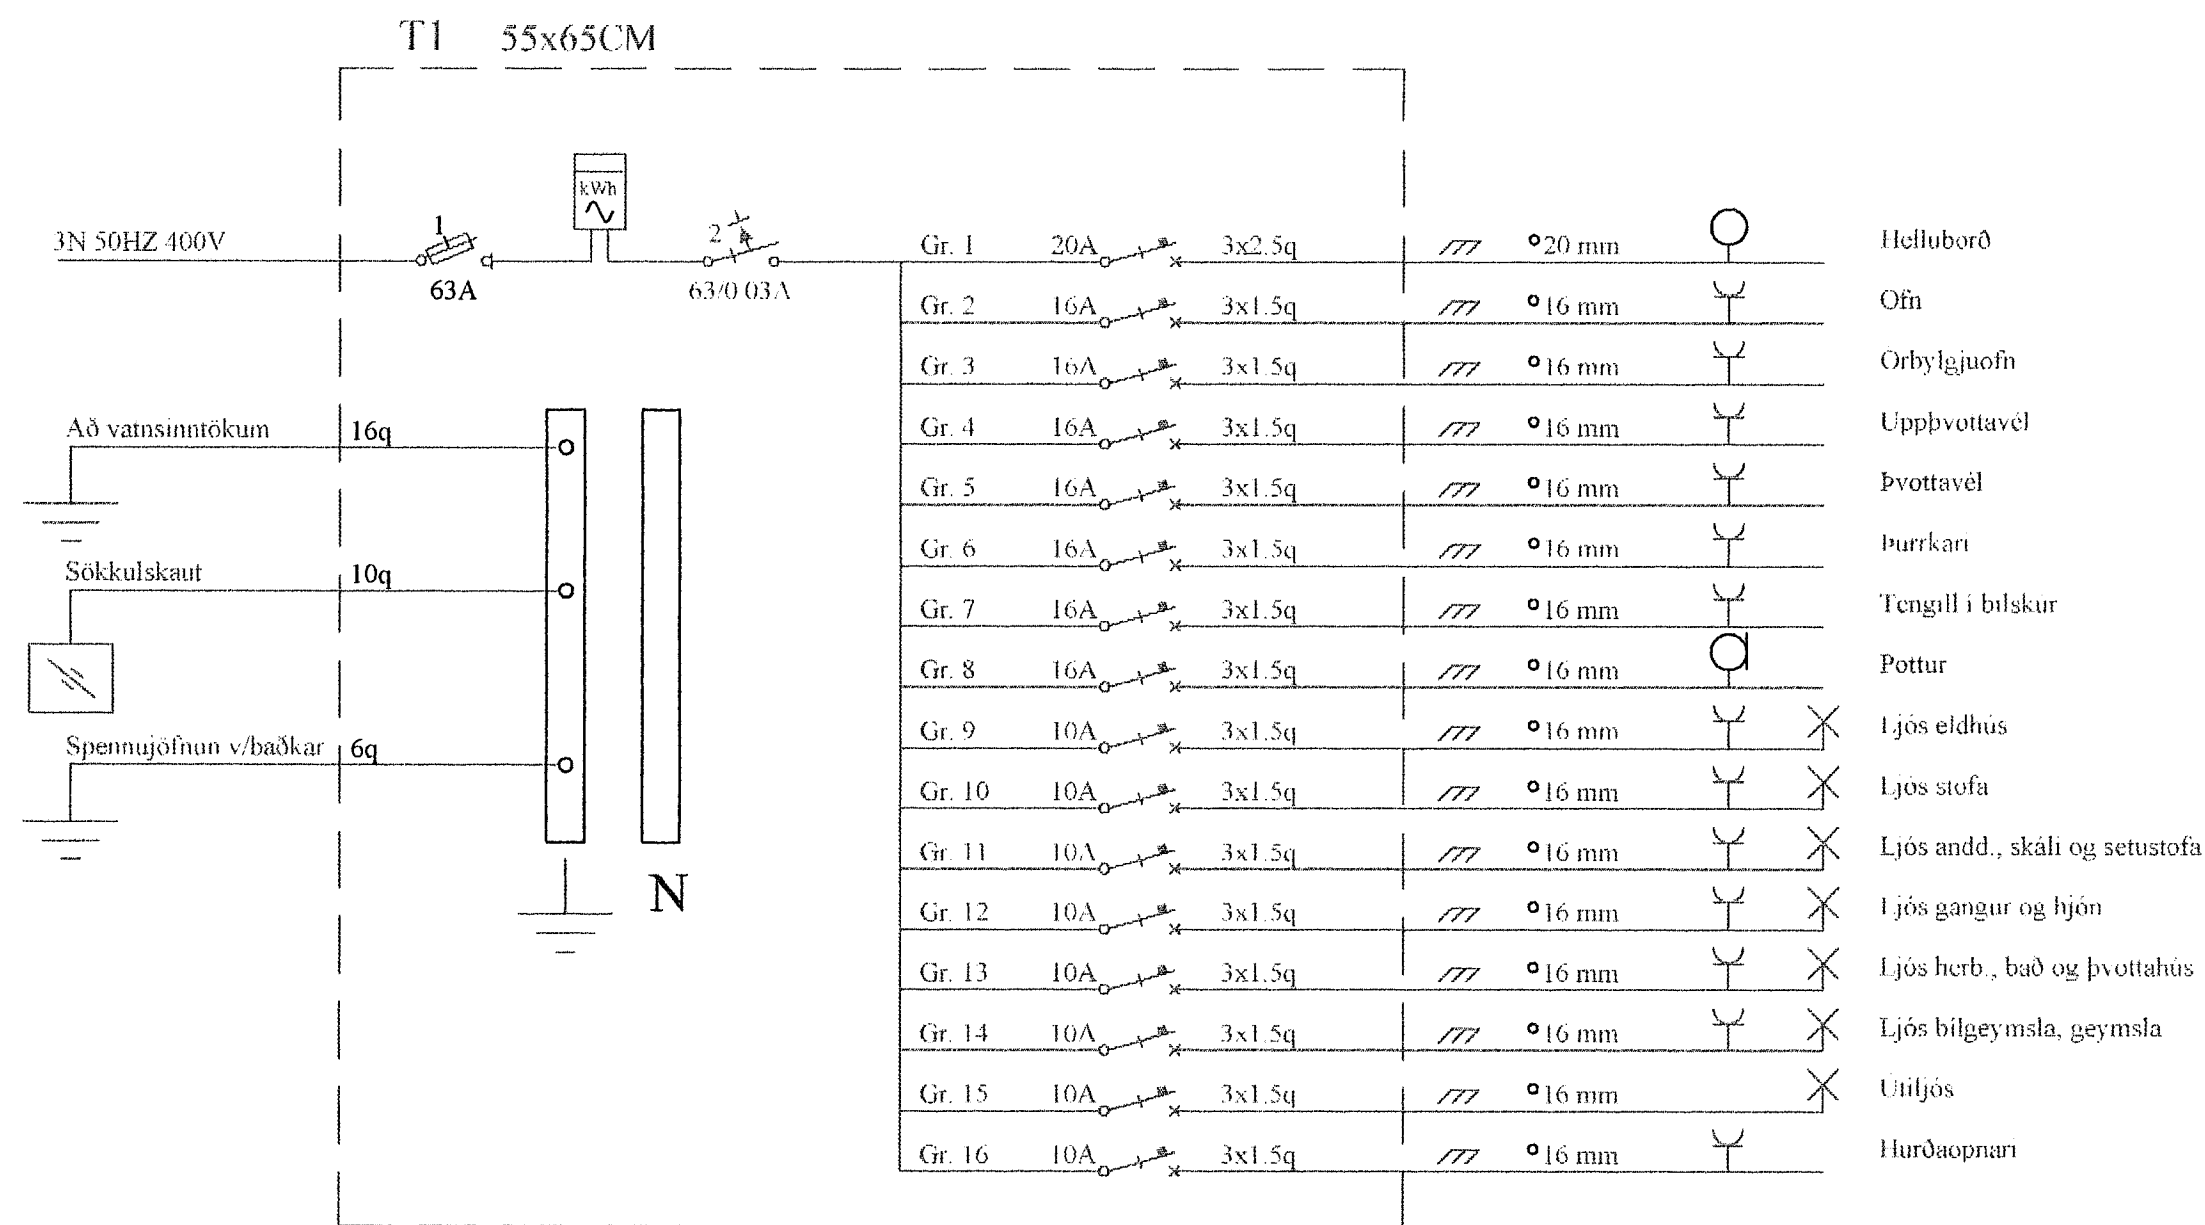 T1 55x65CM
3N 50HZ 400V
1
63A
kWh
2
63/0 03A
Að vatnsinntökum 16q
Sökkulskaut 10q
Spennujöfnun v/baðkar 6q
N
Gr. 1 20A 3x2.5q 20 mm Helluborð
Gr. 2 16A 3x1.5q 16 mm Ofn
Gr. 3 16A 3x1.5q 16 mm Örbylgjuofn
Gr. 4 16A 3x1.5q 16 mm Uppþvottavél
Gr. 5 16A 3x1.5q 16 mm Þvottavél
Gr. 6 16A 3x1.5q 16 mm Þurrkari
Gr. 7 16A 3x1.5q 16 mm Tengill í bílskúr
Gr. 8 16A 3x1.5q 16 mm Pottur
Gr. 9 10A 3x1.5q 16 mm Ljós eldhús
Gr. 10 10A 3x1.5q 16 mm Ljós stofa
Gr. 11 10A 3x1.5q 16 mm Ljós andd., skáli og setustofa
Gr. 12 10A 3x1.5q 16 mm Ljós gangur og hjón
Gr. 13 10A 3x1.5q 16 mm Ljós herb., bað og þvottahús
Gr. 14 10A 3x1.5q 16 mm Ljós bílgeymsla, geymsla
Gr. 15 10A 3x1.5q 16 mm Útiljós
Gr. 16 10A 3x1.5q 16 mm Hurðaopnari